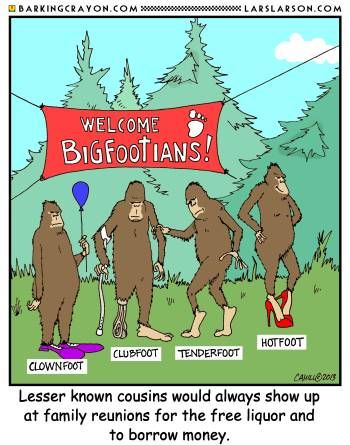 BARKINGCRAYON.COM LARSLARSON.COM
WELCOME
BIGFOOTIANS!
CLOWNFOOT
CLUBFOOT
TENDERFOOT
HOTFOOT
CAHILL©2013
Lesser known cousins would always show up
at family reunions for the free liquor and
to borrow money.